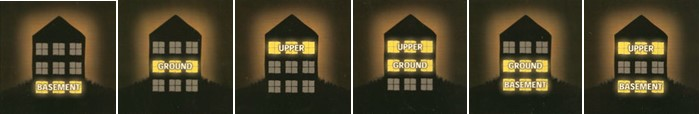 BASEMENT
GROUND
UPPER
UPPER
GROUND
GROUND
BASEMENT
UPPER
BASEMENT